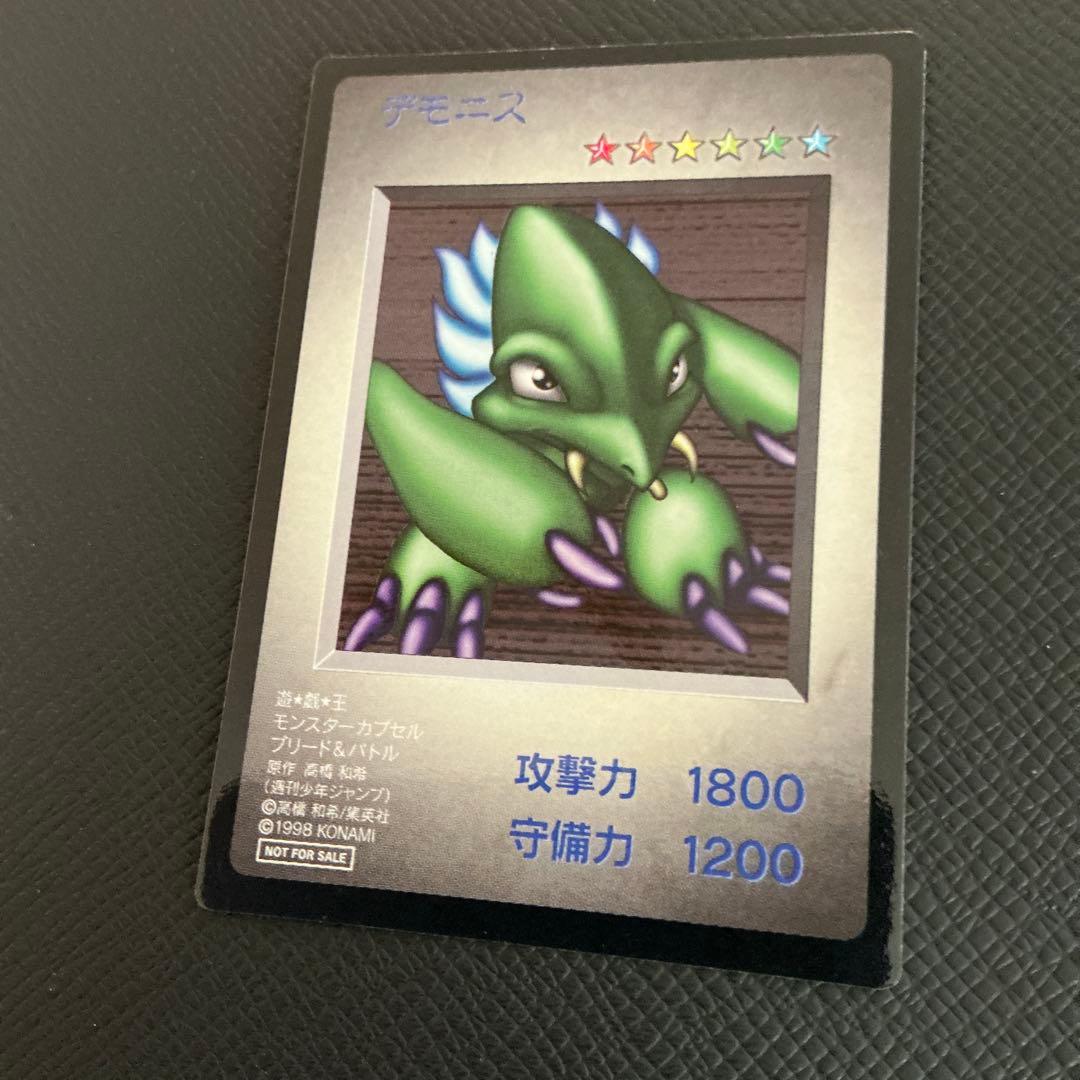 デモニス
遊★戯★王
モンスターカプセル
ブリード&バトル
原作 高橋 和希
(週刊少年ジャンプ)
©高橋 和希/集英社
©1998 KONAMI
NOT FOR SALE
攻撃力 1800
守備力 1200